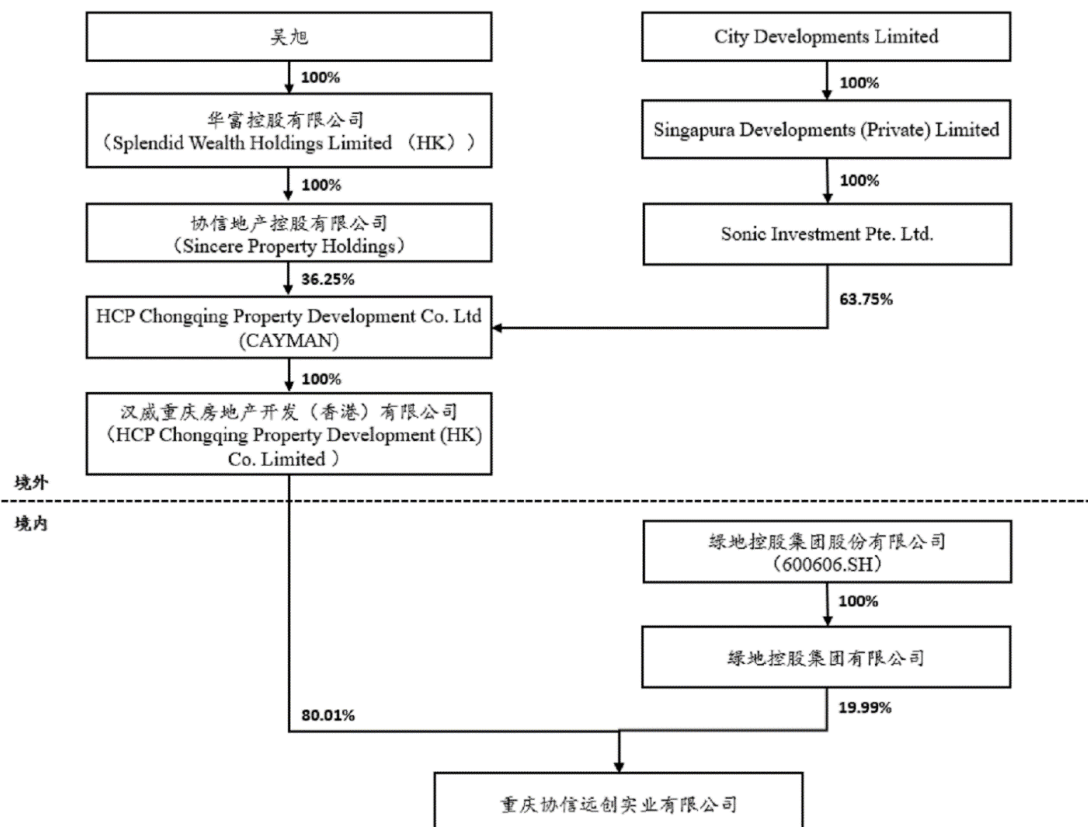 吴旭
100%
华富控股有限公司
（Splendid Wealth Holdings Limited （HK））
100%
协信地产控股有限公司
（Sincere Property Holdings）
36.25%
HCP Chongqing Property Development Co. Ltd
(CAYMAN)
100%
汉威重庆房地产开发（香港）有限公司
（HCP Chongqing Property Development (HK)
Co. Limited ）
City Developments Limited
100%
Singapura Developments (Private) Limited
100%
Sonic Investment Pte. Ltd.
63.75%
境外
境内
绿地控股集团股份有限公司
（600606.SH）
100%
绿地控股集团有限公司
80.01%
19.99%
重庆协信远创实业有限公司